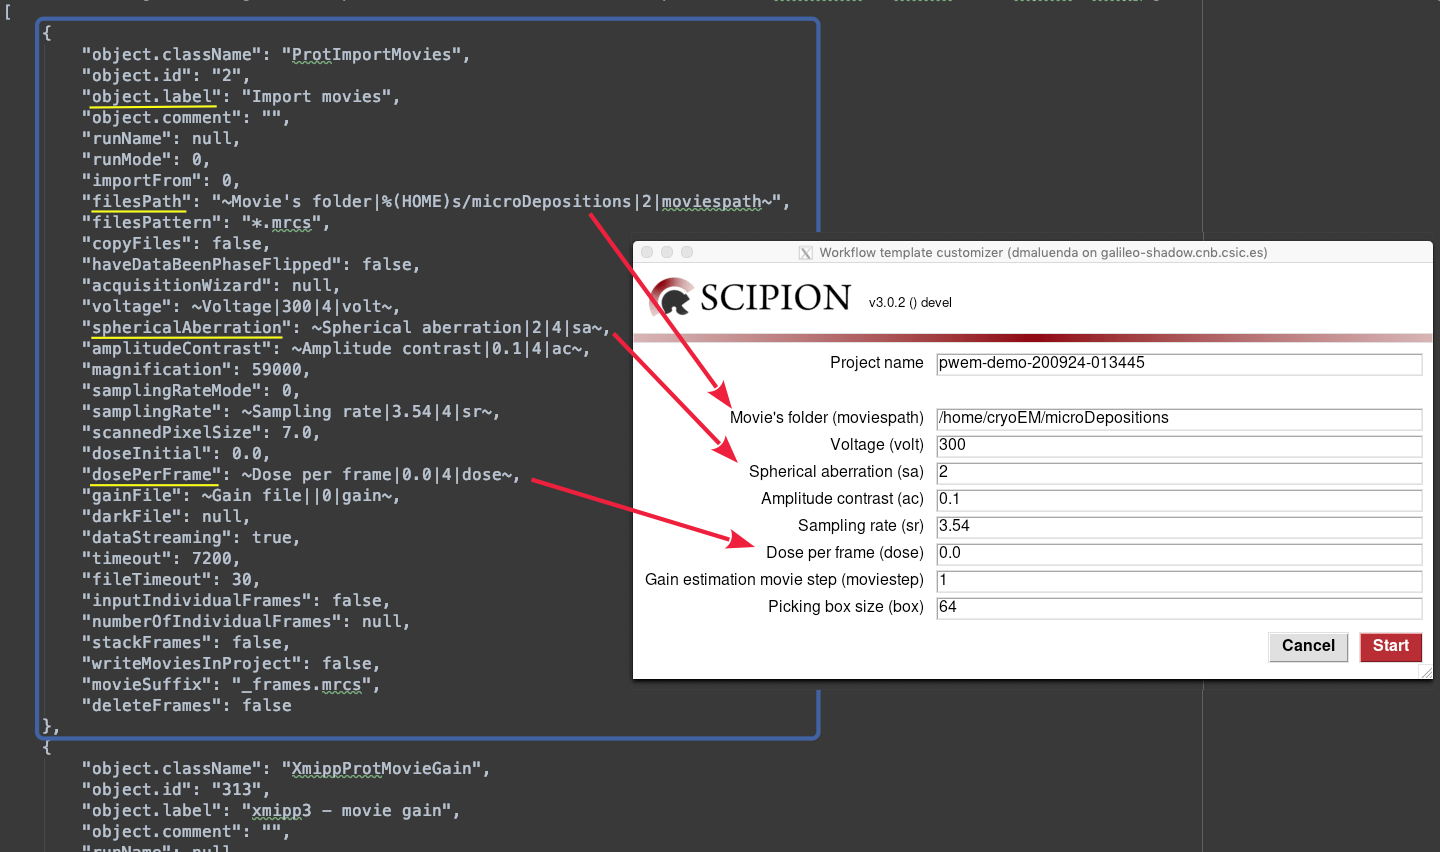 [
{
"object.className": "ProtImportMovies",
"object.id": "2",
"object.label": "Import movies",
"object.comment": "",
"runName": null,
"runMode": 0,
"importFrom": 0,
"filesPath": "~Movie's folder|%(HOME)s/microDepositions|2|moviespath~",
"filesPattern": "*.mrcs",
"copyFiles": false,
"haveDataBeenPhaseFlipped": false,
"acquisitionWizard": null,
"voltage": ~Voltage|300|4|volt~,
"sphericalAberration": ~Spherical aberration|2|4|sa~,
"amplitudeContrast": ~Amplitude contrast|0.1|4|ac~,
"magnification": 59000,
"samplingRateMode": 0,
"samplingRate": ~Sampling rate|3.54|4|sr~,
"scannedPixelSize": 7.0,
"doseInitial": 0.0,
"dosePerFrame": ~Dose per frame|0.0|4|dose~,
"gainFile": ~Gain file||0|gain~,
"darkFile": null,
"dataStreaming": true,
"timeout": 7200,
"fileTimeout": 30,
"inputIndividualFrames": false,
"numberOfIndividualFrames": null,
"stackFrames": false,
"writeMoviesInProject": false,
"movieSuffix": "_frames.mrcs",
"deleteFrames": false
},
{
"object.className": "XmippProtMovieGain",
"object.id": "313",
"object.label": "xmipp3 - movie gain",
"object.comment": "",
"runName": null
Workflow template customizer (dmaluenda on galileo-shadow.cnb.csic.es)
SCIPION v3.0.2 () devel
Project name pwem-demo-200924-013445
Movie's folder (moviespath) /home/cryoEM/microDepositions
Voltage (volt) 300
Spherical aberration (sa) 2
Amplitude contrast (ac) 0.1
Sampling rate (sr) 3.54
Dose per frame (dose) 0.0
Gain estimation movie step (moviestep) 1
Picking box size (box) 64
Cancel Start